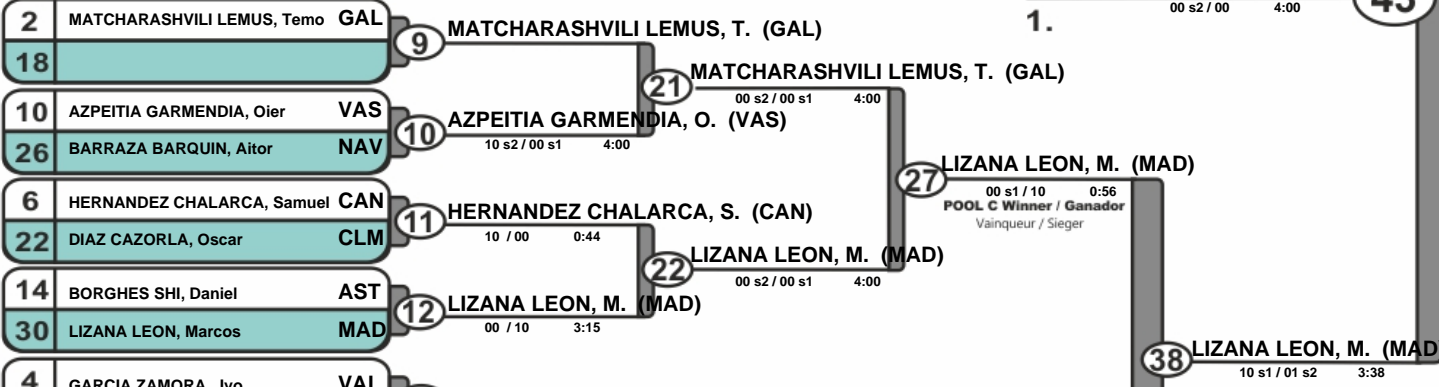 2 MATCHARASHVILI LEMUS, Temo GAL
18
9
MATCHARASHVILI LEMUS, T. (GAL)
10 AZPEITIA GARMENDIA, Oier VAS
26 BARRAZA BARQUIN, Aitor NAV
10
AZPEITIA GARMENDIA, O. (VAS)
10 s2 / 00 s1 4:00
21
MATCHARASHVILI LEMUS, T. (GAL)
00 s2 / 00 s1 4:00
6 HERNANDEZ CHALARCA, Samuel CAN
22 DIAZ CAZORLA, Oscar CLM
11
HERNANDEZ CHALARCA, S. (CAN)
10 / 00 0:44
14 BORGHES SHI, Daniel AST
30 LIZANA LEON, Marcos MAD
12
LIZANA LEON, M. (MAD)
00 / 10 3:15
22
LIZANA LEON, M. (MAD)
00 s2 / 00 s1 4:00
27
LIZANA LEON, M. (MAD)
00 s1 / 10 0:56
POOL C Winner / Ganador
Vainqueur / Sieger
4 GARCIA ZAMORA, Ivo VAL
38
LIZANA LEON, M. (MAD
10 s1 / 01 s2 3:38
00 s2 / 00 4:00
1.